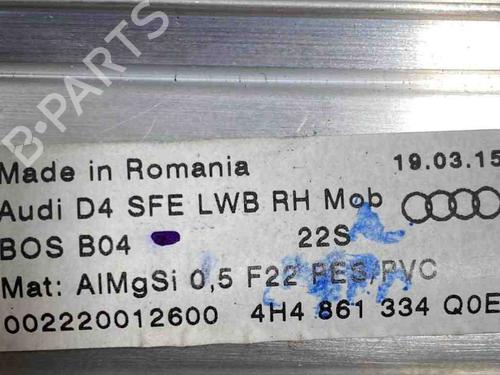 B-PARTS
Made in Romania 19.03.15
Audi D4 SFE LWB RH Mob
BOS B04 22S
Mat: AlMgSi 0,5 F22 PES/PVC
002220012600 4H4 861 334 Q0E